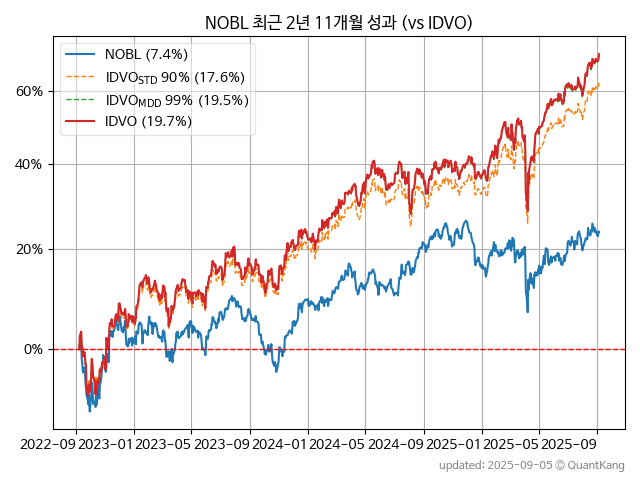 NOBL 최근 2년 11개월 성과 (vs IDVO)
NOBL (7.4%)
IDVO_STD 90% (17.6%)
IDVO_MDD 99% (19.5%)
IDVO (19.7%)
60%
40%
20%
0%
2022-09 2023-01 2023-05 2023-09 2024-01 2024-05 2024-09 2025-01 2025-05 2025-09
updated: 2025-09-05 © QuantKang